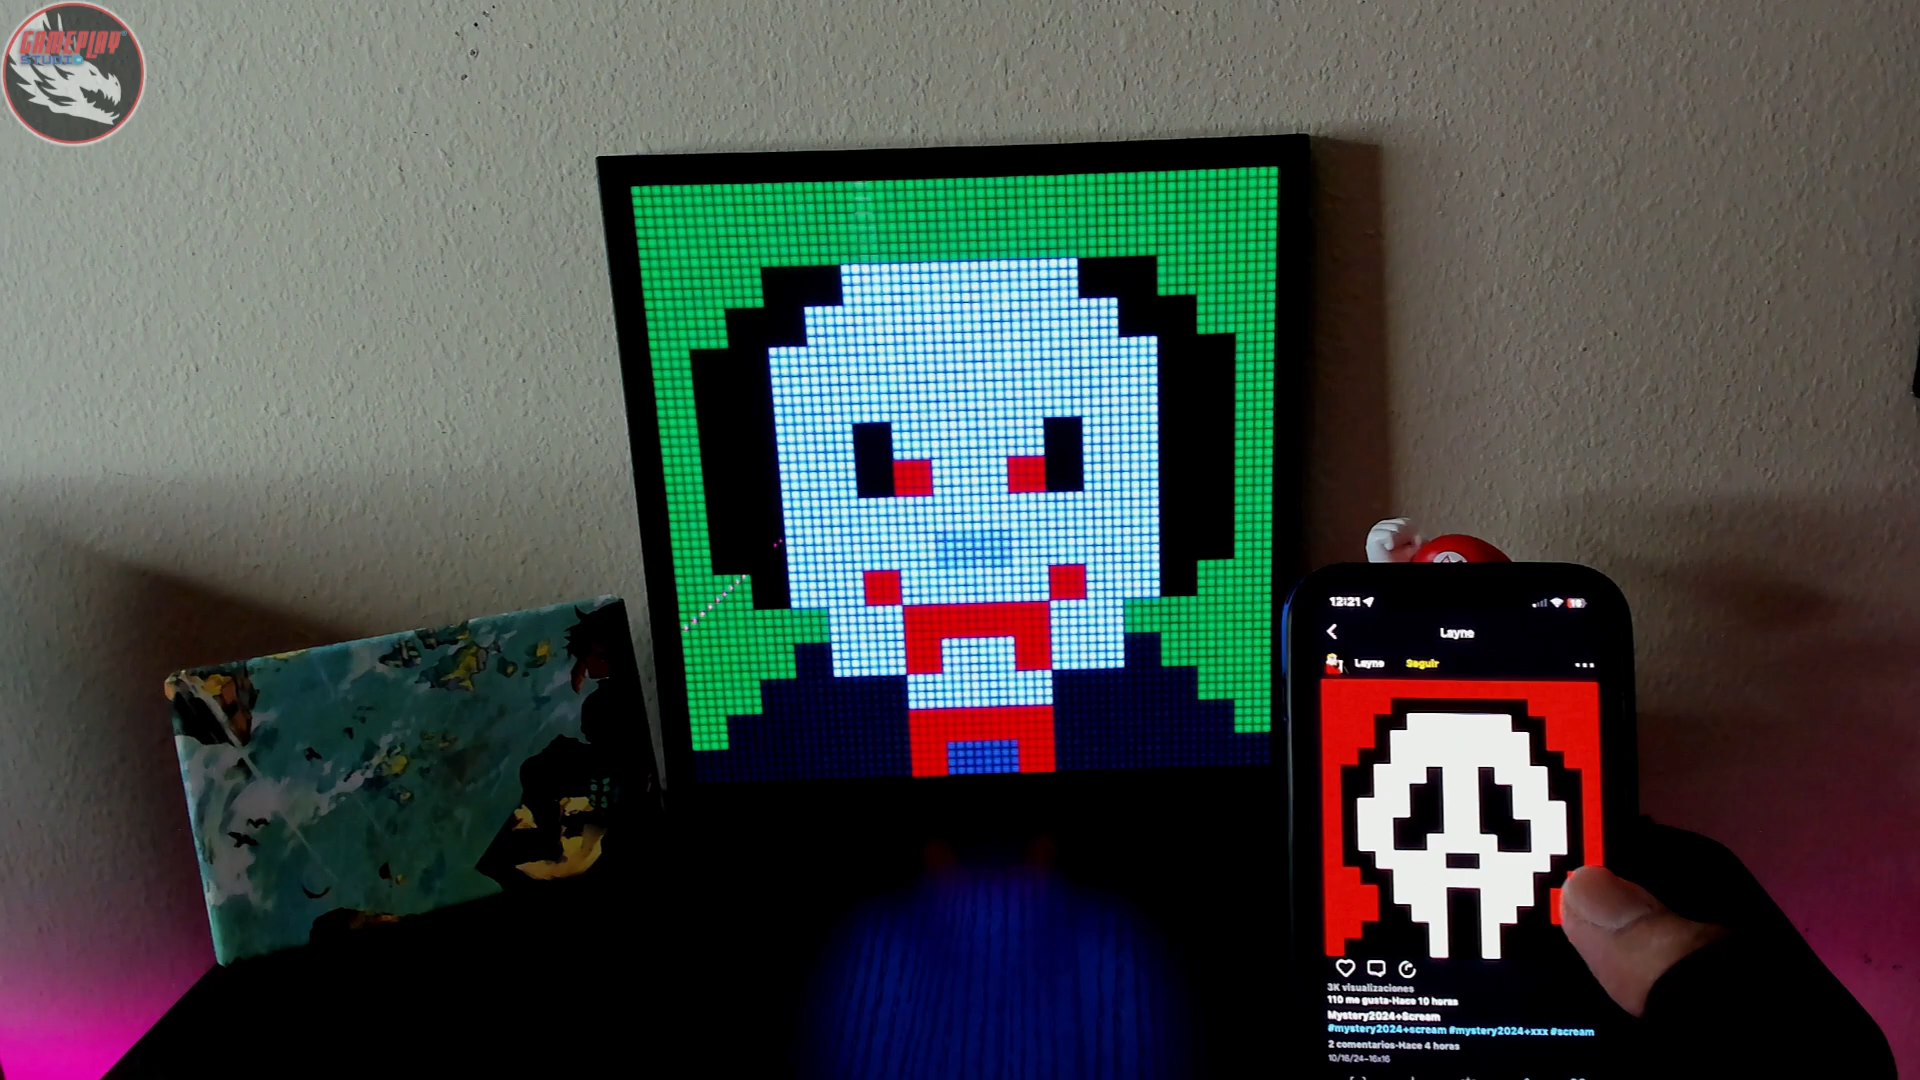 GAMEPLAY
STUDIO
12:21
Layne
Layne Seguir
3K visualizaciones
110 me gusta·Hace 10 horas
Mystery2024+Scream
#mystery2024+scream #mystery2024+xxx #scream
2 comentarios·Hace 4 horas
10/16/24-16x16